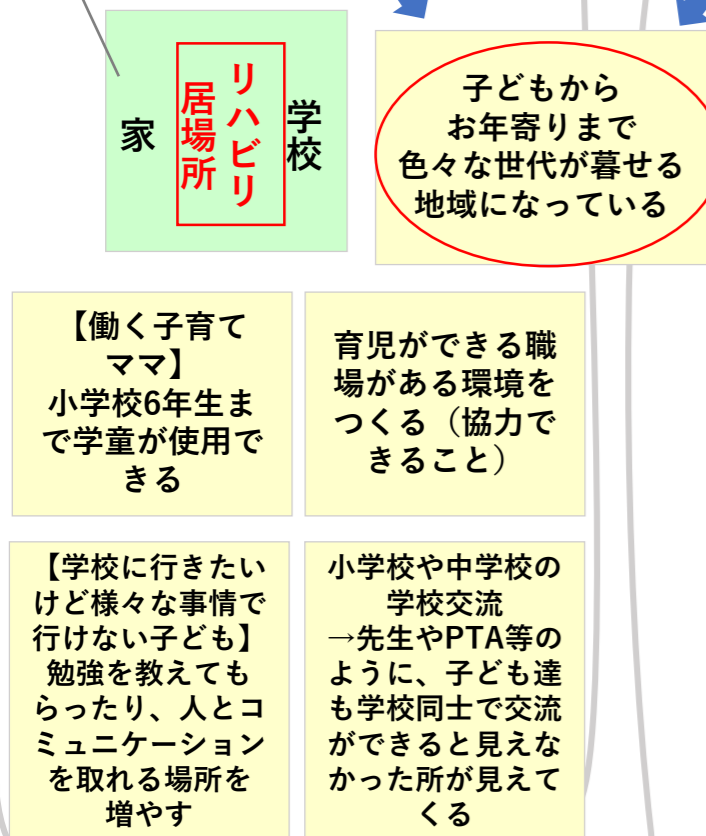 家
リハビリ
居場所
学校
子どもから
お年寄りまで
色々な世代が暮せる
地域になっている
【働く子育て
ママ】
小学校6年生ま
で学童が使用で
きる
育児ができる職
場がある環境を
つくる（協力で
きること）
【学校に行きたい
けど様々な事情で
行けない子ども】
勉強を教えても
らったり、人とコ
ミュニケーション
を取れる場所を
増やす
小学校や中学校の
学校交流
→先生やPTA等の
ように、子ども達
も学校同士で交流
ができると見えな
かった所が見えて
くる